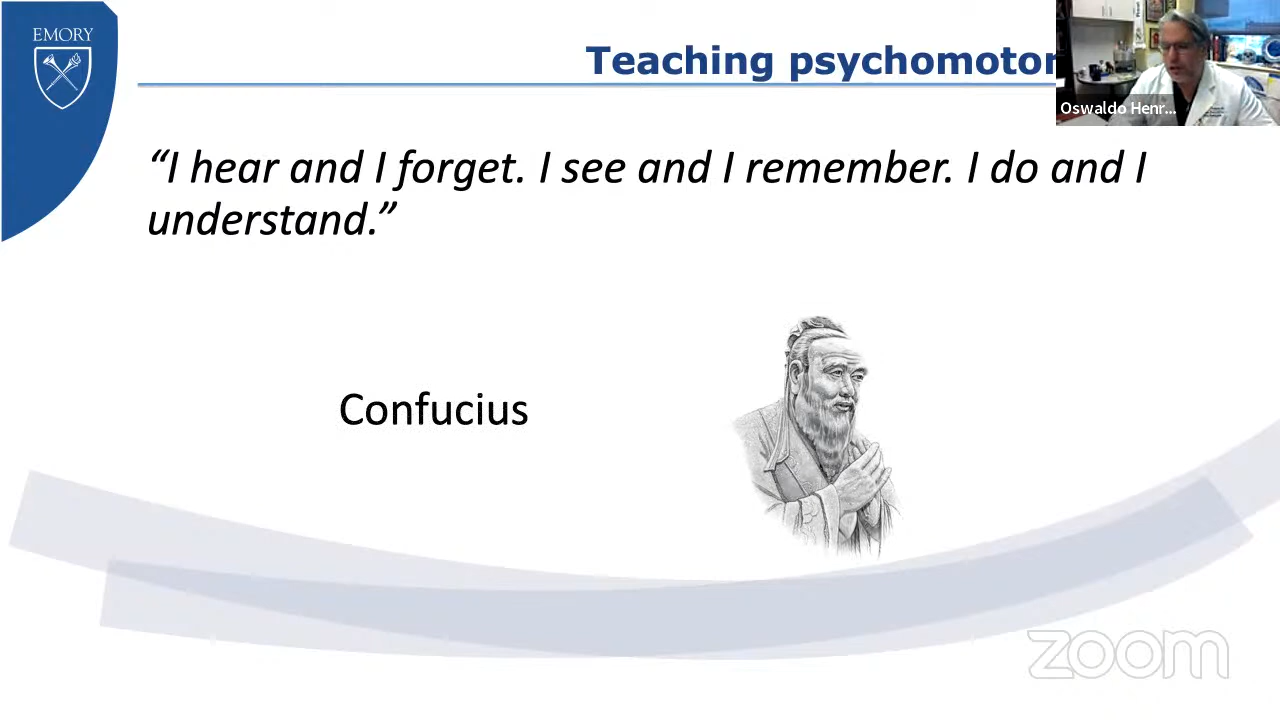 EMORY
Teaching psychomotor
Oswaldo Henr...
“I hear and I forget. I see and I remember. I do and I
understand.”
Confucius
zoom